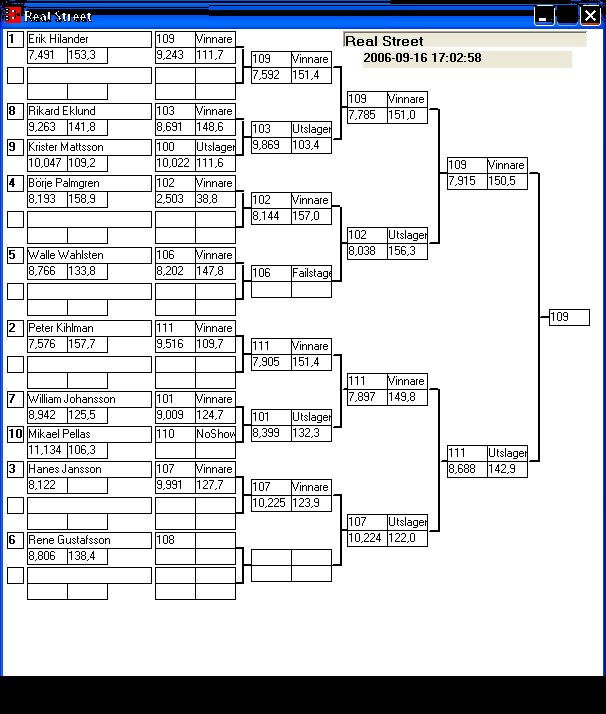 Real Street
Real Street
2006-09-16 17:02:58
1 Erik Hilander 109 Vinnare
7,491 153,3 9,243 111,7
109 Vinnare
7,592 151,4
109 Vinnare
7,785 151,0
8 Rikard Eklund 103 Vinnare
9,263 141,8 8,691 148,6
103 Utslager
9,869 103,4
9 Krister Mattsson 100 Utslager
10,047 109,2 10,022 111,6
109 Vinnare
7,915 150,5
4 Börje Palmgren 102 Vinnare
8,193 158,9 2,503 38,8
102 Vinnare
8,144 157,0
102 Utslager
8,038 156,3
5 Walle Wahlsten 106 Vinnare
8,766 133,8 8,202 147,8
106 Failstage
109
2 Peter Kihlman 111 Vinnare
7,576 157,7 9,516 109,7
111 Vinnare
7,905 151,4
111 Vinnare
7,897 149,8
7 William Johansson 101 Vinnare
8,942 125,5 9,009 124,7
101 Utslager
8,399 132,3
10 Mikael Pellas 110 NoShow
11,134 106,3
111 Utslager
8,688 142,9
3 Hanes Jansson 107 Vinnare
8,122 9,991 127,7
107 Vinnare
10,225 123,9
107 Utslager
10,224 122,0
6 Rene Gustafsson 108
8,806 138,4